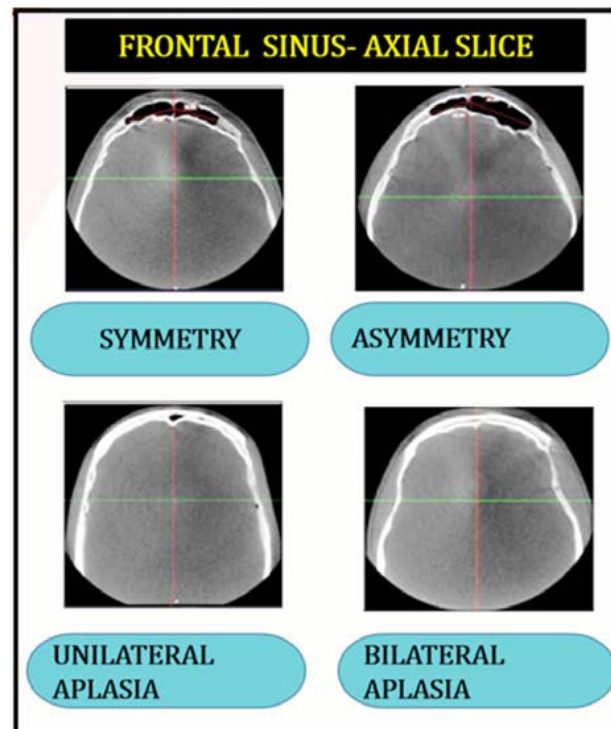 FRONTAL SINUS- AXIAL SLICE
SYMMETRY
ASYMMETRY
UNILATERAL
APLASIA
BILATERAL
APLASIA